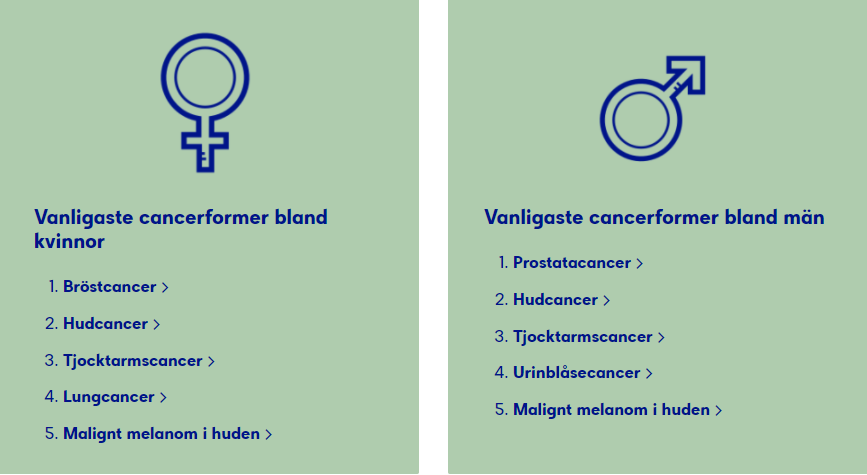 Vanligaste cancerformer bland
kvinnor
1. Bröstcancer >
2. Hudcancer >
3. Tjocktarmscancer >
4. Lungcancer >
5. Malignt melanom i huden >
Vanligaste cancerformer bland män
1. Prostatacancer >
2. Hudcancer >
3. Tjocktarmscancer >
4. Urinblåsecancer >
5. Malignt melanom i huden >